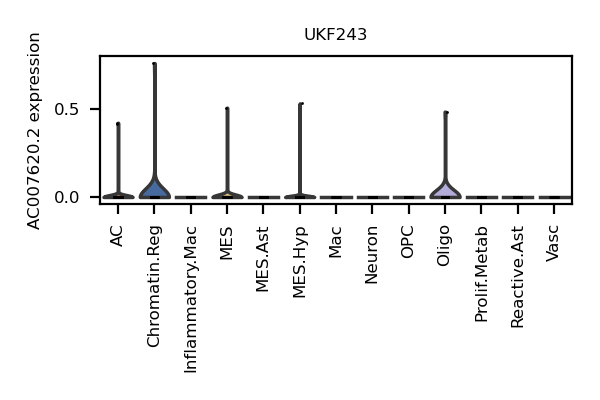 UKF243
AC007620.2 expression
0.5
0.0
AC
Chromatin.Reg
Inflammatory.Mac
MES
MES.Ast
MES.Hyp
Mac
Neuron
OPC
Oligo
Prolif.Metab
Reactive.Ast
Vasc